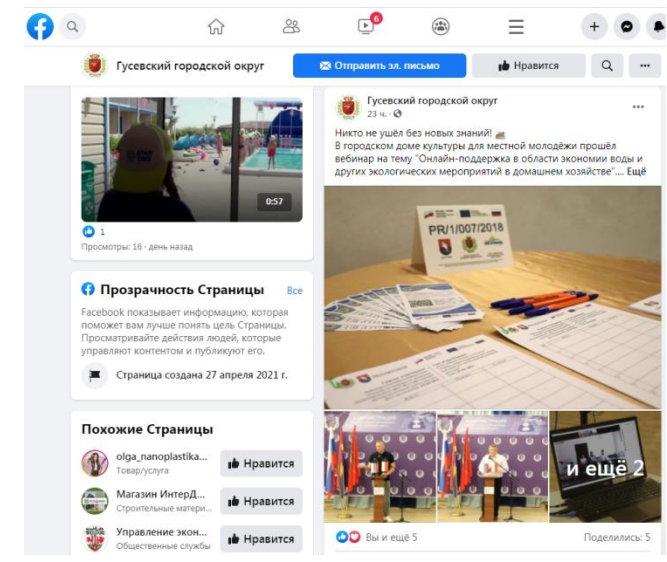 6
Гусевский городской округ
Отправить эл. письмо
Нравится
0:57
1
Просмотры: 16 · день назад
Прозрачность Страницы
Все
Facebook показывает информацию, которая
поможет вам лучше понять цель Страницы.
Просматривайте действия людей, которые
управляют контентом и публикуют его.
Страница создана 27 апреля 2021 г.
Похожие Страницы
olga_nanoplastika...
Товар/услуга
Нравится
Магазин ИнтерД...
Строительные матери...
Нравится
Управление экон...
Общественные службы
Нравится
Гусевский городской округ
23 ч. ·
Никто не ушёл без новых знаний!
В городском доме культуры для местной молодёжи прошёл
вебинар на тему "Онлайн-поддержка в области экономии воды и
других экологических мероприятий в домашнем хозяйстве".... Ещё
PR/1/007/2018
и ещё 2
Вы и ещё 5
Поделились: 5